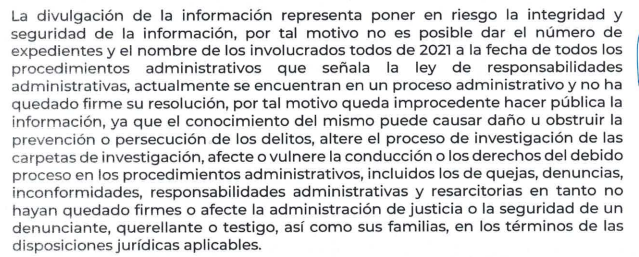 La divulgación de la información representa poner en riesgo la integridad y
seguridad de la información, por tal motivo no es posible dar el número de
expedientes y el nombre de los involucrados todos de 2021 a la fecha de todos los
procedimientos administrativos que señala la ley de responsabilidades
administrativas, actualmente se encuentran en un proceso administrativo y no ha
quedado firme su resolución, por tal motivo queda improcedente hacer pública la
información, ya que el conocimiento del mismo puede causar daño u obstruir la
prevención o persecución de los delitos, altere el proceso de investigación de las
carpetas de investigación, afecte o vulnere la conducción o los derechos del debido
proceso en los procedimientos administrativos, incluidos los de quejas, denuncias,
inconformidades, responsabilidades administrativas y resarcitorias en tanto no
hayan quedado firmes o afecte la administración de justicia o la seguridad de un
denunciante, querellante o testigo, así como sus familias, en los términos de las
disposiciones jurídicas aplicables.